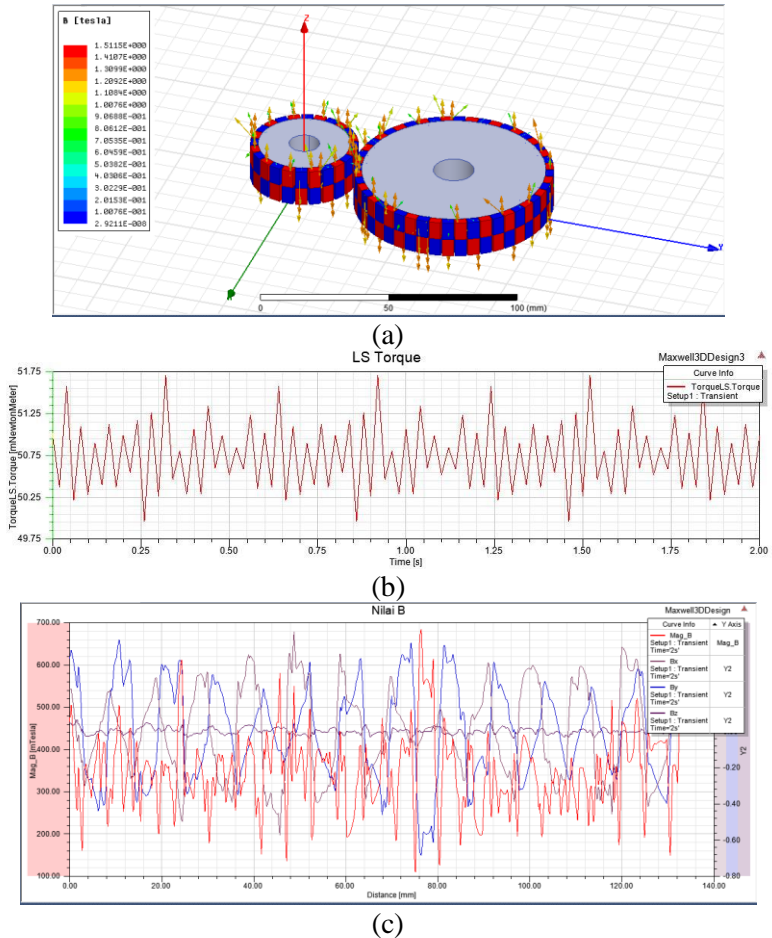 B [tesla]
1.5115E+000
1.4107E+000
1.3099E+000
1.2092E+000
1.1084E+000
1.0076E+000
9.0688E-001
8.0612E-001
7.0535E-001
6.0459E-001
5.0382E-001
4.0306E-001
3.0229E-001
2.0153E-001
1.0076E-001
2.9211E-008
Z
Y
0 50 100 (mm)
(a)
LS Torque
Maxwell3DDesign3
Curve Info
TorqueLS.Torque
Setup1 : Transient
TorqueLS.Torque [mNewtonMeter]
51.75
51.25
50.75
50.25
49.75
0.00 0.25 0.50 0.75 1.00 1.25 1.50 1.75 2.00
Time [s]
(b)
Nilai B
Maxwell3DDesign
Curve Info Y Axis
Mag_B
Setup1 : Transient
Time='2s'
Mag_B
Bx
Setup1 : Transient
Time='2s'
Y2
By
Setup1 : Transient
Time='2s'
Y2
Bz
Setup1 : Transient
Time='2s'
Y2
Mag_B [mTesla]
700.00
600.00
500.00
400.00
300.00
200.00
100.00
-0.20
-0.40
-0.60
-0.80
Y2
0.00 20.00 40.00 60.00 80.00 100.00 120.00 140.00
Distance [mm]
(c)